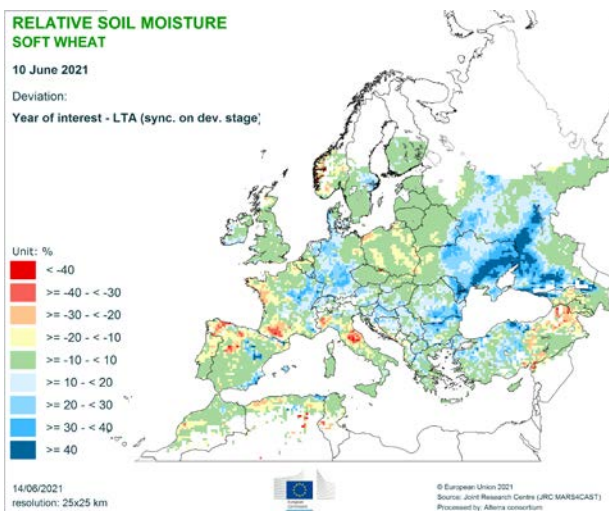 RELATIVE SOIL MOISTURE
SOFT WHEAT
10 June 2021
Deviation:
Year of interest - LTA (sync. on dev. stage)
Unit: %
< -40
>= -40 - < -30
>= -30 - < -20
>= -20 - < -10
>= -10 - < 10
>= 10 - < 20
>= 20 - < 30
>= 30 - < 40
>= 40
14/06/2021
resolution: 25x25 km
© European Union 2021
Source: Joint Research Centre (JRC:MARS4CAST)
Processed by: Alterra consortium